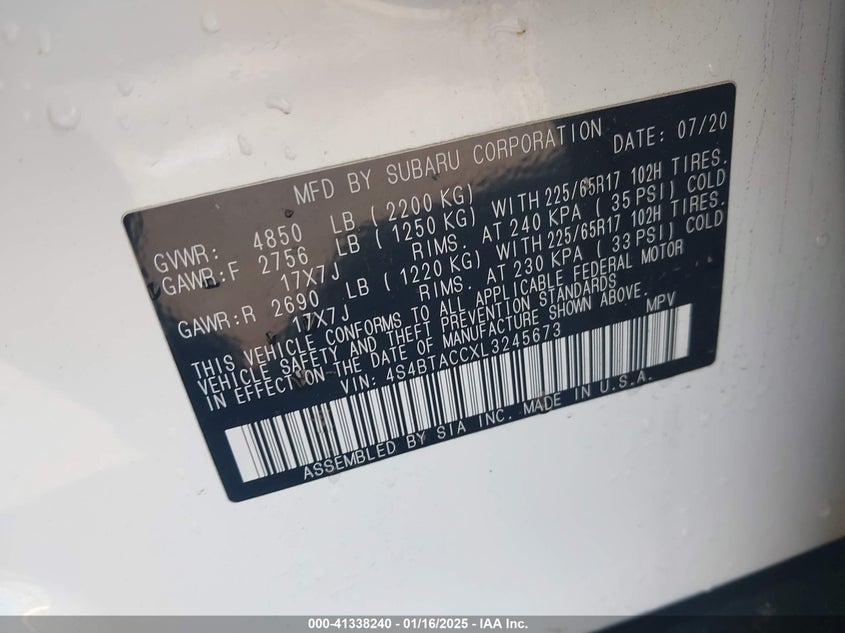 MFD BY SUBARU CORPORATION DATE: 07/20
GVWR: 4850 LB (2200 KG)
GAWR:F 2756 LB (1250 KG) WITH 225/65R17 102H TIRES.
17X7J RIMS. AT 240 KPA (35 PSI) COLD
GAWR:R 2690 LB (1220 KG) WITH 225/65R17 102H TIRES.
17X7J RIMS. AT 230 KPA (33 PSI) COLD
THIS VEHICLE CONFORMS TO ALL APPLICABLE FEDERAL MOTOR
VEHICLE SAFETY AND THEFT PREVENTION STANDARDS
IN EFFECT ON THE DATE OF MANUFACTURE SHOWN ABOVE.
VIN: 4S4BTACCXL3245673 MPV
ASSEMBLED BY SIA INC. MADE IN U.S.A.
000-41338240 - 01/16/2025 - IAA